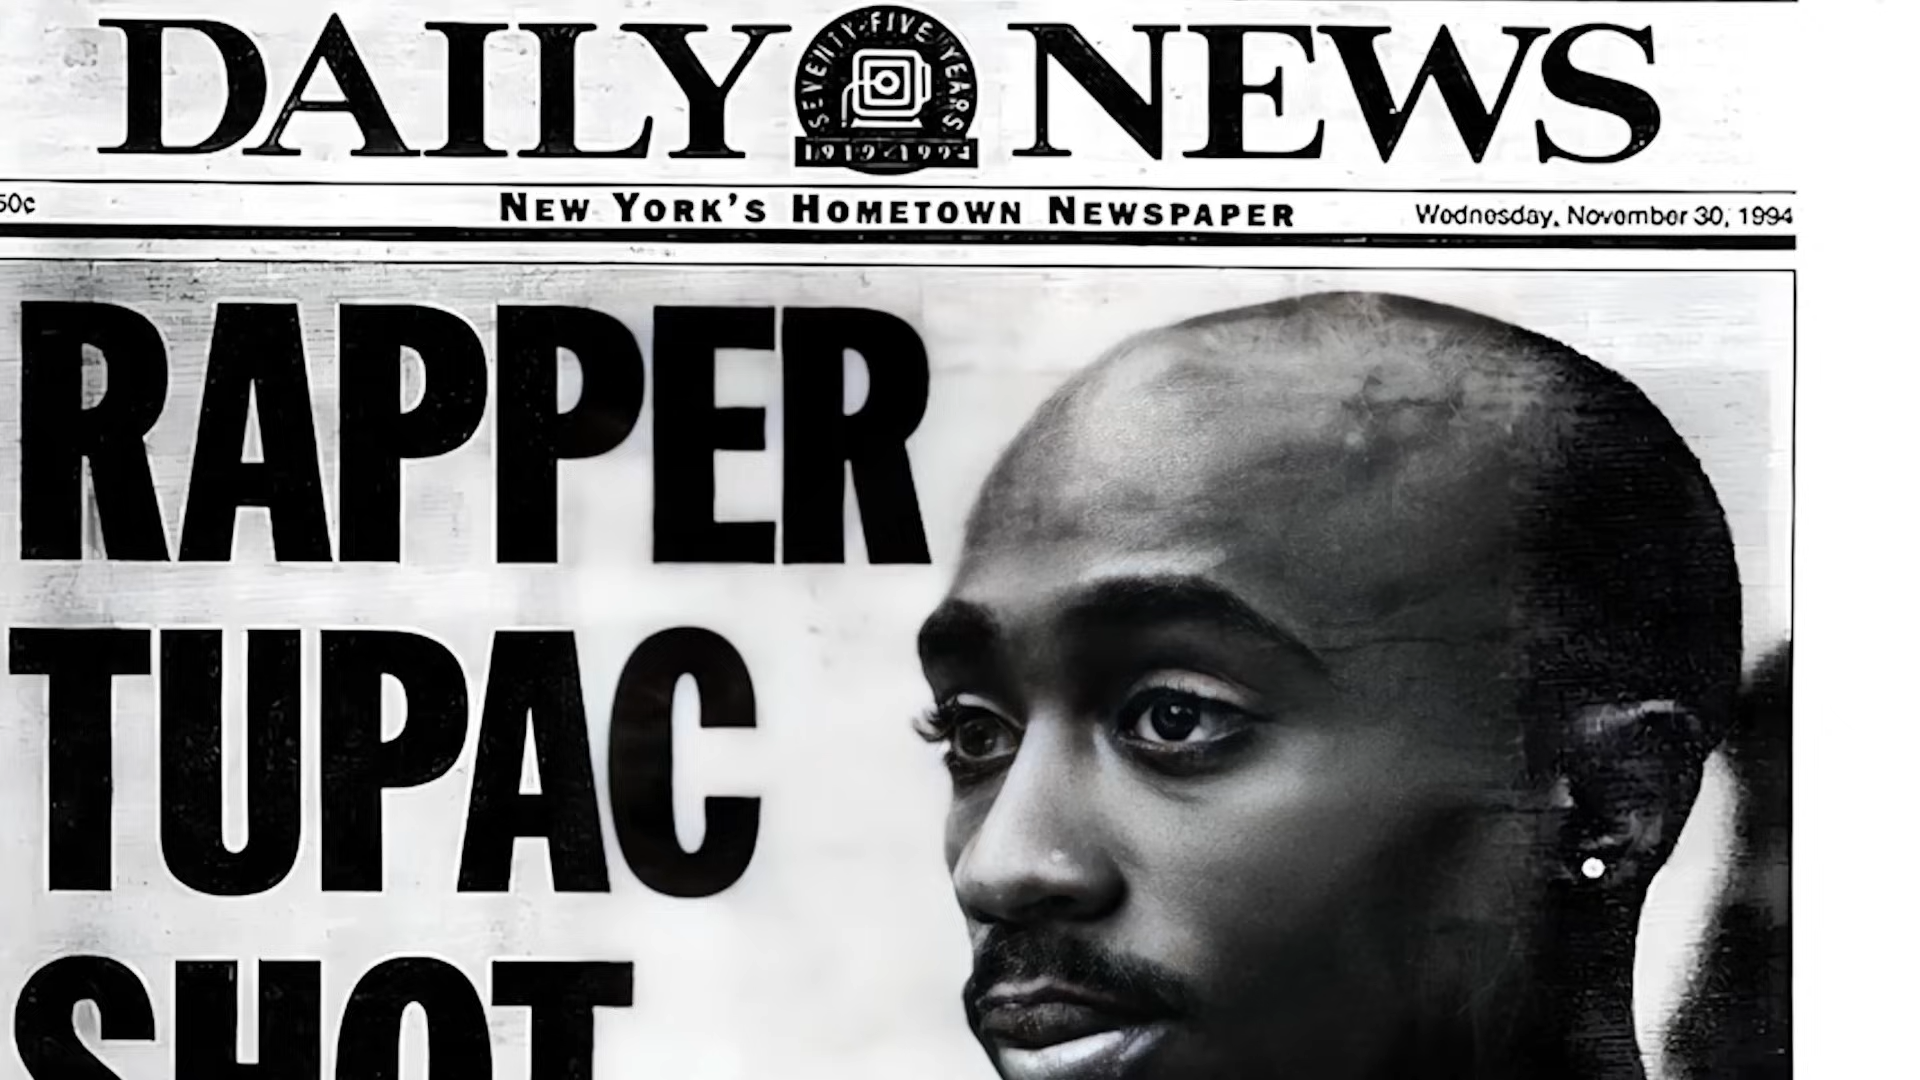 DAILY NEWS
SEVENTY-FIVE YEARS
1919-1994
50¢ NEW YORK'S HOMETOWN NEWSPAPER Wednesday, November 30, 1994
RAPPER
TUPAC
SHOT